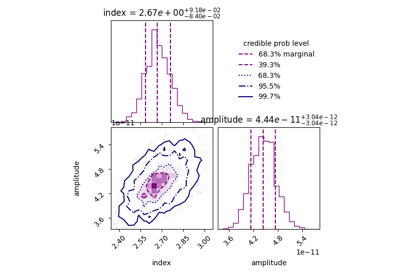 index = 2.67e+00+9.18e−02−8.40e−02
credible prob level
68.3% marginal
39.3%
68.3%
95.5%
99.7%
1e−11
amplitude = 4.44e−11+3.04e−12−3.04e−12
amplitude
5.4
4.8
4.2
3.6
2.40
2.55
2.70
2.85
3.00
index
3.6
4.2
4.8
5.4
1e−11
amplitude